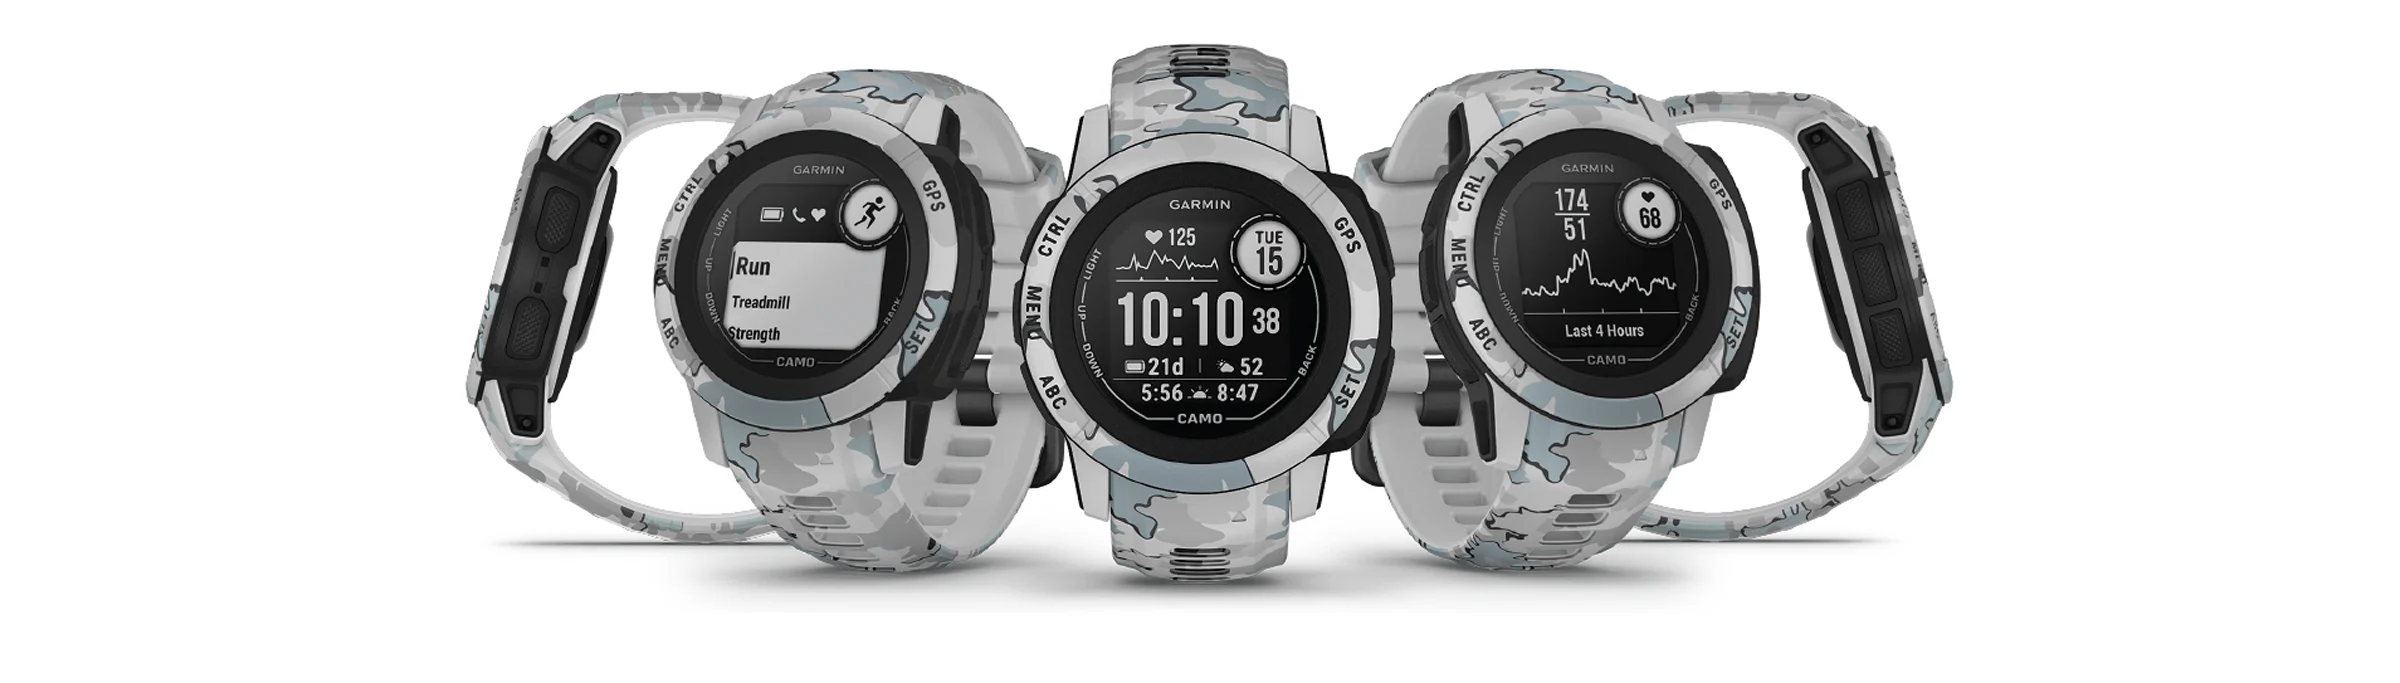 GARMIN
CTRL
GPS
LIGHT
Run
MENU
UP
Treadmill
DOWN
BACK
Strength
ABC
SET
CAMO
GARMIN
CTRL
GPS
125
TUE
15
LIGHT
MENU
UP
10:10 38
DOWN
BACK
21d
52
5:56
8:47
ABC
SET
CAMO
GARMIN
CTRL
GPS
174
51
68
LIGHT
MENU
UP
DOWN
BACK
Last 4 Hours
ABC
SET
CAMO